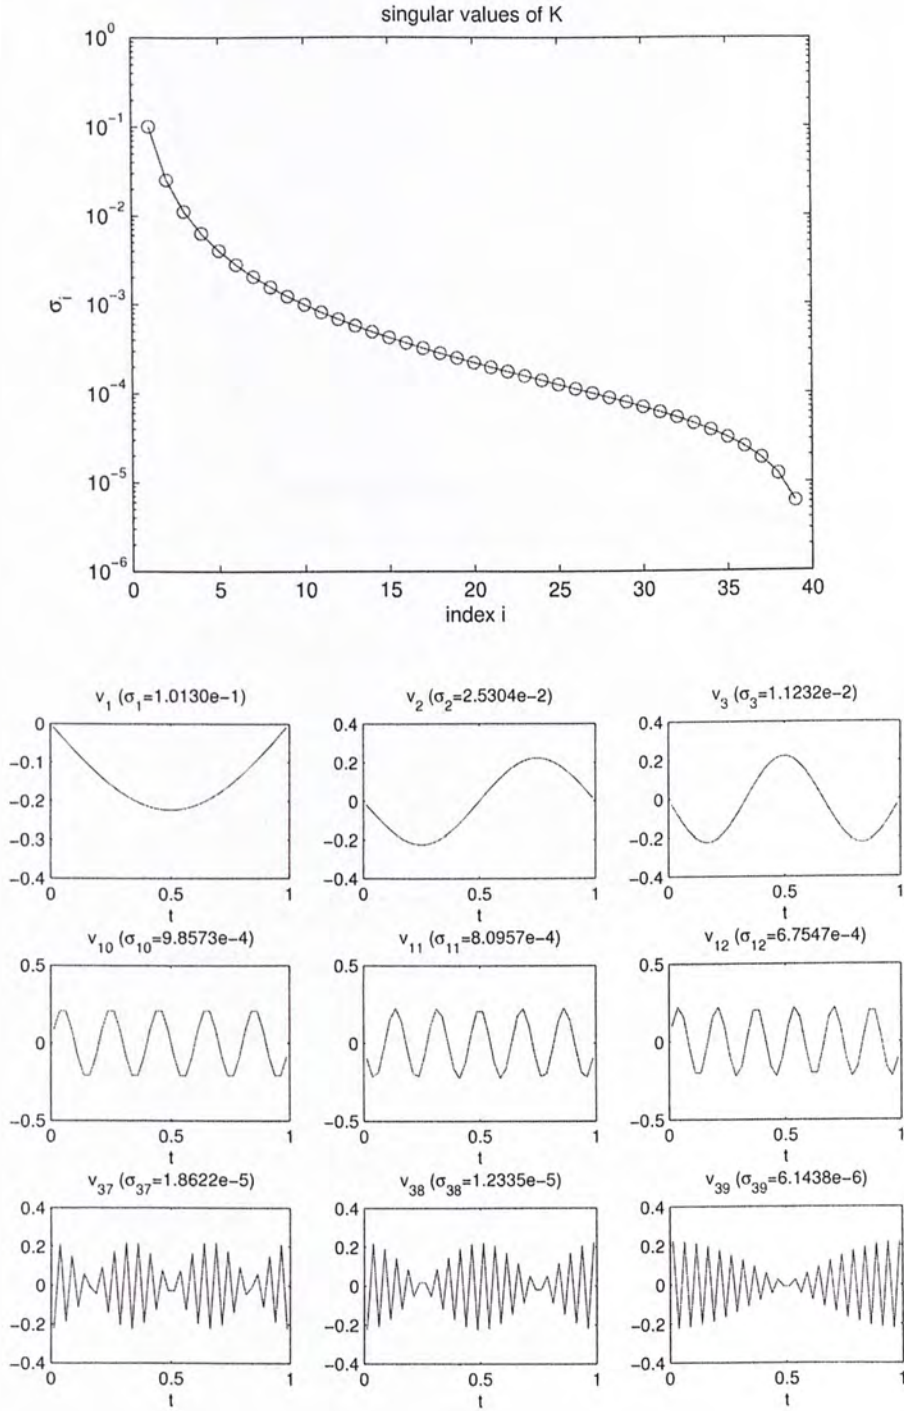 singular values of K
10^0
10^-1
10^-2
10^-3
10^-4
10^-5
10^-6
σ_i
0 5 10 15 20 25 30 35 40
index i
v_1 (σ_1=1.0130e-1)
0
-0.1
-0.2
-0.3
-0.4
0 0.5 1
t
v_2 (σ_2=2.5304e-2)
0.4
0.2
0
-0.2
-0.4
0 0.5 1
t
v_3 (σ_3=1.1232e-2)
0.4
0.2
0
-0.2
-0.4
0 0.5 1
t
v_10 (σ_10=9.8573e-4)
0.5
0
-0.5
0 0.5 1
t
v_11 (σ_11=8.0957e-4)
0.5
0
-0.5
0 0.5 1
t
v_12 (σ_12=6.7547e-4)
0.5
0
-0.5
0 0.5 1
t
v_37 (σ_37=1.8622e-5)
0.4
0.2
0
-0.2
-0.4
0 0.5 1
t
v_38 (σ_38=1.2335e-5)
0.4
0.2
0
-0.2
-0.4
0 0.5 1
t
v_39 (σ_39=6.1438e-6)
0.4
0.2
0
-0.2
-0.4
0 0.5 1
t